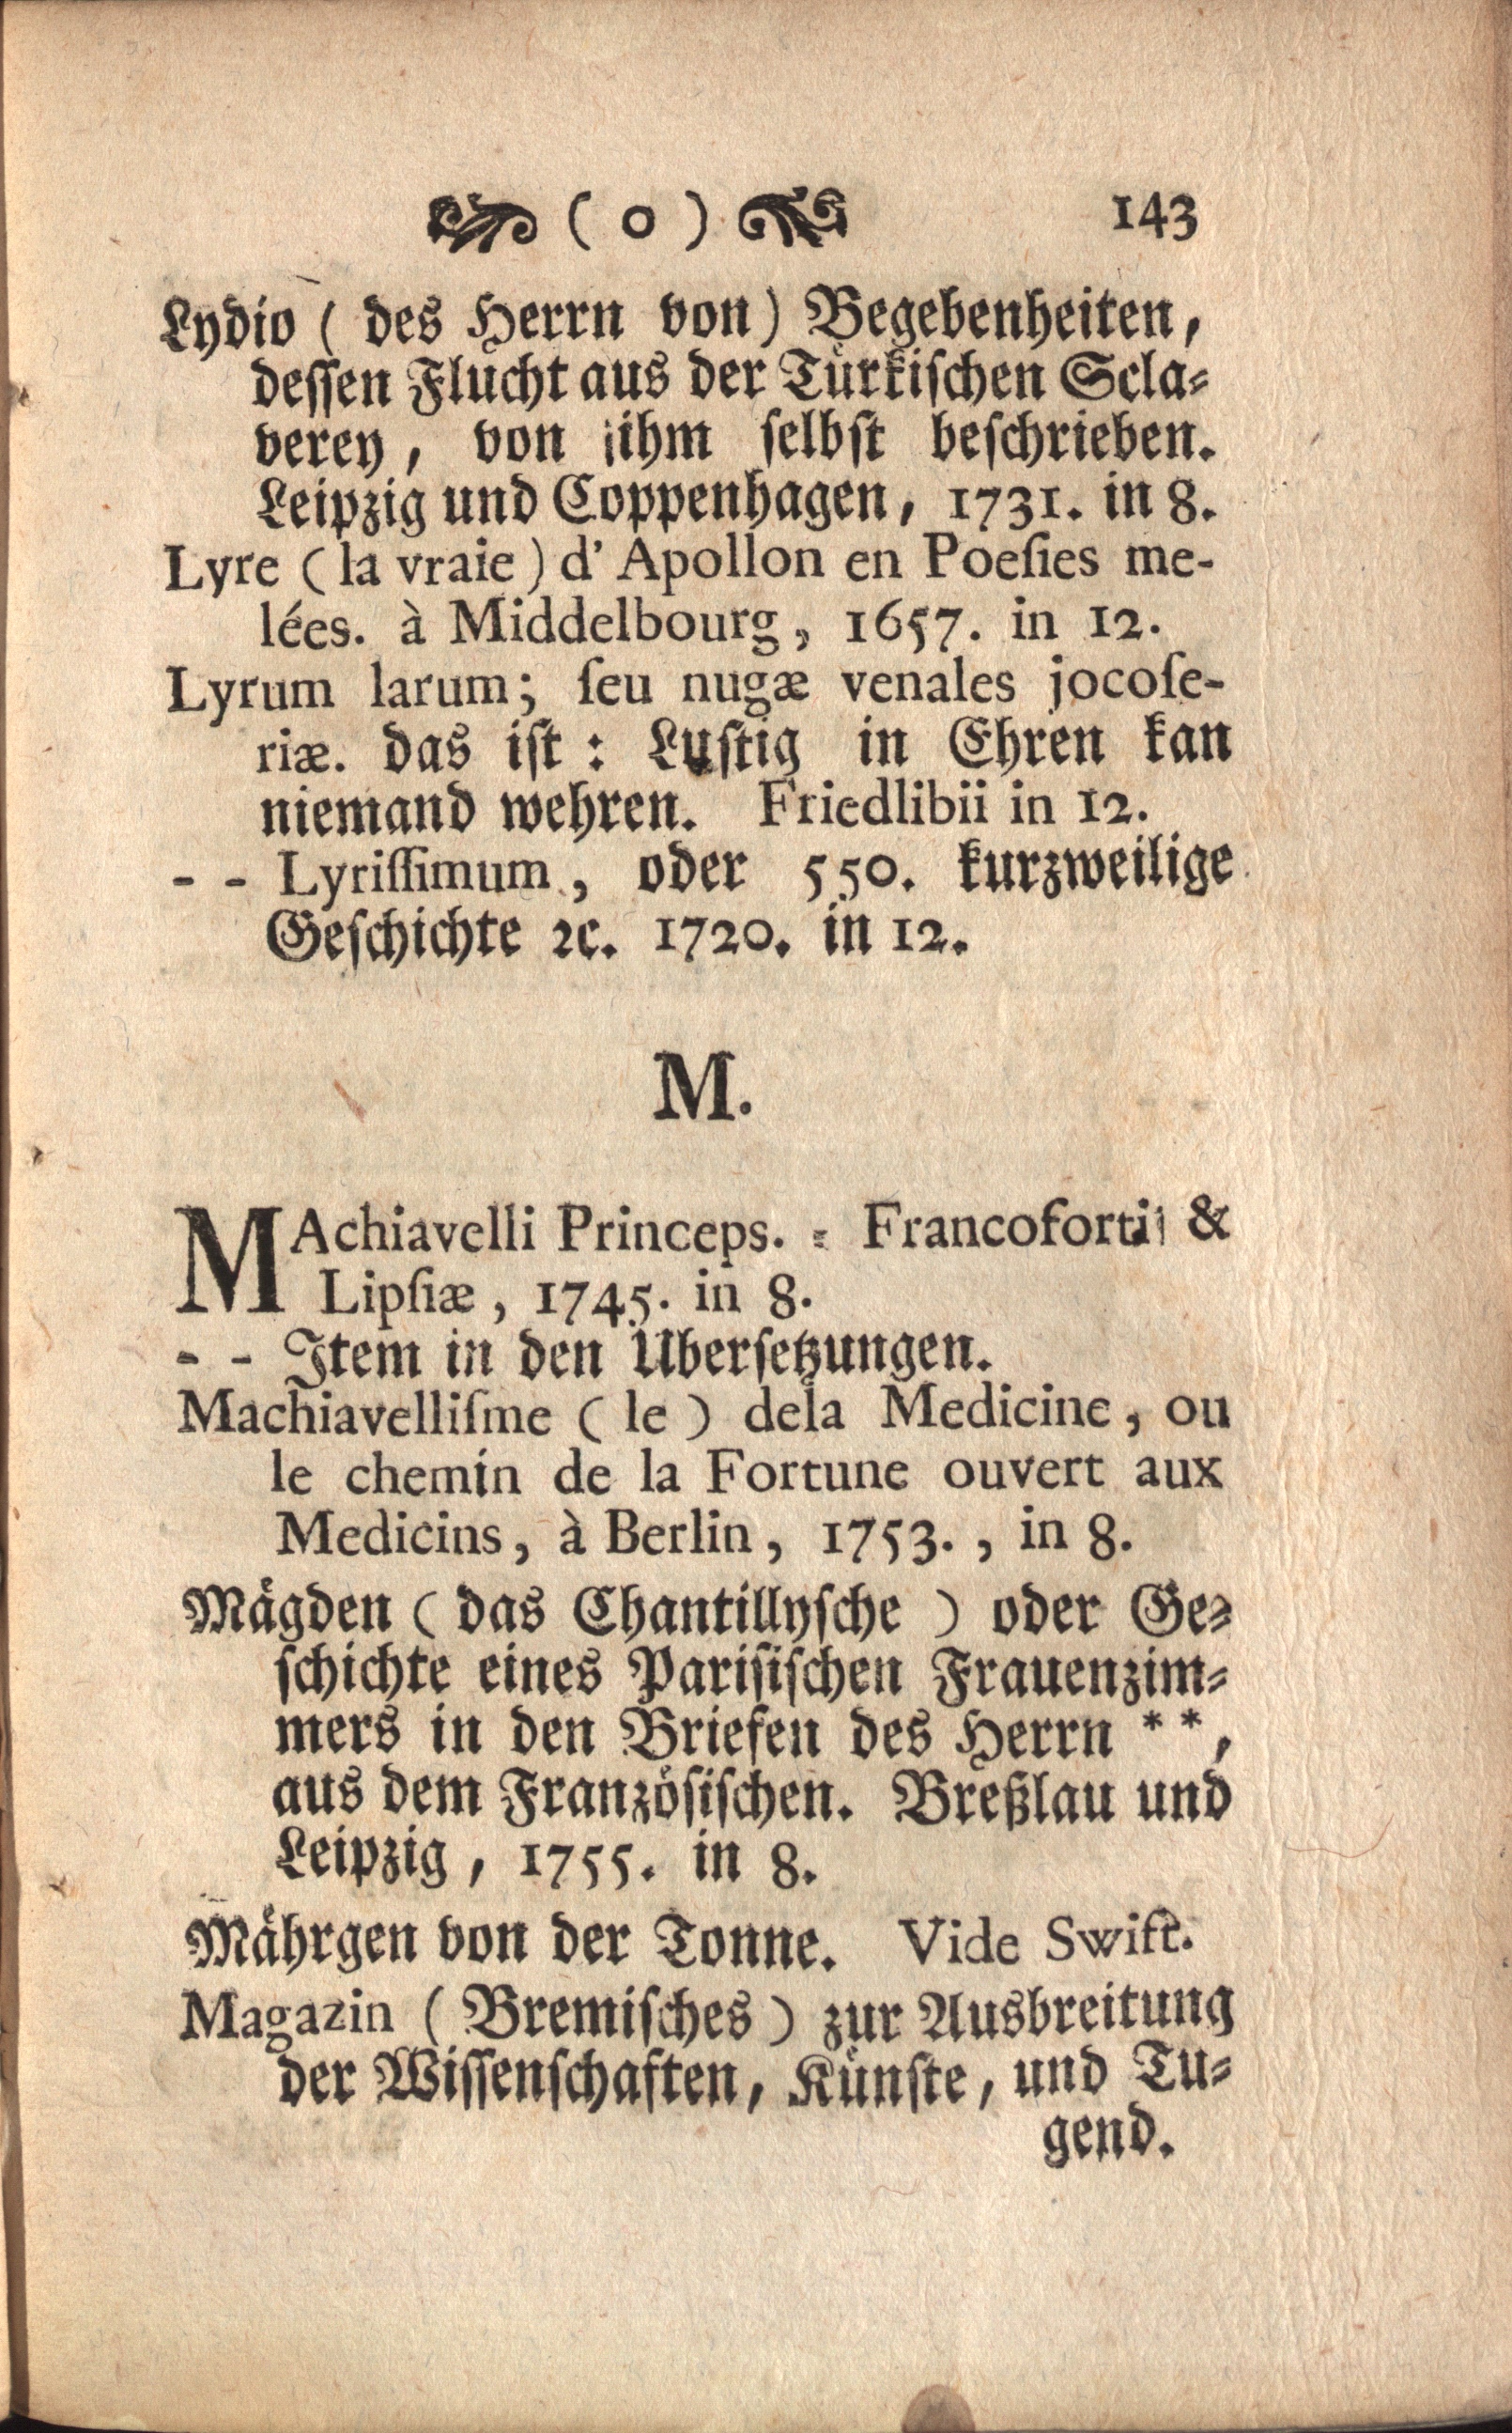 ( o ) 143
Lydio ( des Herrn von) Begebenheiten,
dessen Flucht aus der Türkischen Scla-
verey, von ihm selbst beschrieben.
Leipzig und Coppenhagen, 1731. in 8.
Lyre (la vraie) d' Apollon en Poeſies me-
lées. à Middelbourg, 1657. in 12.
Lyrum larum; ſeu nugæ venales jocoſe-
riæ. das ist: Lustig in Ehren kan
niemand wehren. Friedlibii in 12.
- - Lyriſſimum, oder 550. kurzweilige
Geschichte ꝛc. 1720. in 12.
M.
MAchiavelli Princeps. - Francoforti &
Lipſiæ, 1745. in 8.
- - Item in den Übersetzungen.
Machiavelliſme (le) dela Medicine, ou
le chemin de la Fortune ouvert aux
Medicins, à Berlin, 1753., in 8.
Mägden ( das Chantillysche ) oder Ge-
schichte eines Parisischen Frauenzim-
mers in den Briefen des Herrn **,
aus dem Französischen. Breßlau und
Leipzig, 1755. in 8.
Mährgen von der Tonne. Vide Swift.
Magazin (Bremisches) zur Ausbreitung
der Wissenschaften, Künste, und Tu-
gend.